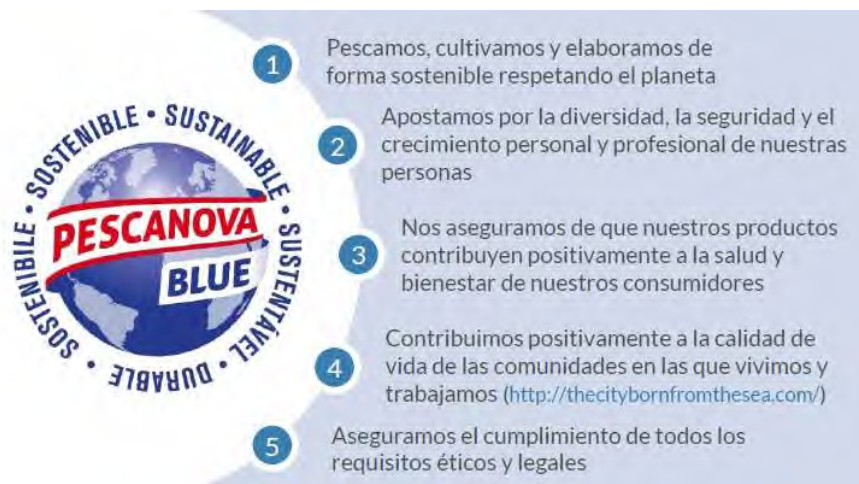 SOSTENIBLE • SUSTAINABLE • SUSTENTÁVEL • DURABLE • SOSTENIBILE •
PESCANOVA
BLUE
1
Pescamos, cultivamos y elaboramos de
forma sostenible respetando el planeta
2
Apostamos por la diversidad, la seguridad y el
crecimiento personal y profesional de nuestras
personas
3
Nos aseguramos de que nuestros productos
contribuyen positivamente a la salud y
bienestar de nuestros consumidores
4
Contribuimos positivamente a la calidad de
vida de las comunidades en las que vivimos y
trabajamos (http://thecitybornfromthesea.com/)
5
Aseguramos el cumplimiento de todos los
requisitos éticos y legales